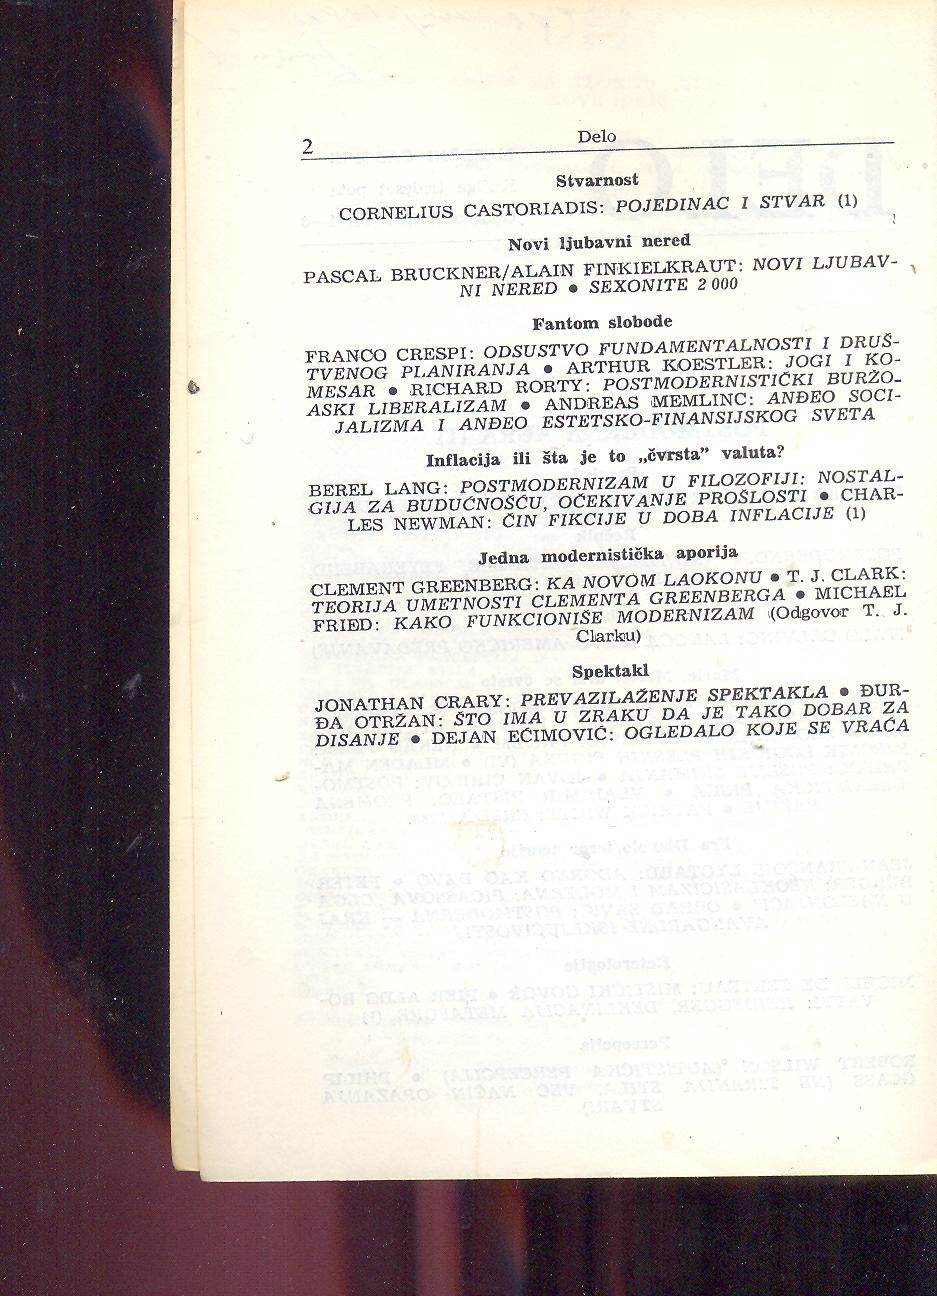 2
Delo
Stvarnost
CORNELIUS CASTORIADIS: POJEDINAC I STVAR (1)
Novi ljubavni nered
PASCAL BRUCKNER/ALAIN FINKIELKRAUT: NOVI LJUBAV-
NI NERED • SEXONITE 2 000
Fantom slobode
FRANCO CRESPI: ODSUSTVO FUNDAMENTALNOSTI I DRUŠ-
TVENOG PLANIRANJA • ARTHUR KOESTLER: JOGI I KO-
MESAR • RICHARD RORTY: POSTMODERNISTIČKI BURŽO-
ASKI LIBERALIZAM • ANDREAS MEMLINC: ANĐEO SOCI-
JALIZMA I ANĐEO ESTETSKO-FINANSIJSKOG SVETA
Inflacija ili šta je to „čvrsta” valuta?
BEREL LANG: POSTMODERNIZAM U FILOZOFIJI: NOSTAL-
GIJA ZA BUDUĆNOŠĆU, OČEKIVANJE PROŠLOSTI • CHAR-
LES NEWMAN: ČIN FIKCIJE U DOBA INFLACIJE (1)
Jedna modernistička aporija
CLEMENT GREENBERG: KA NOVOM LAOKONU • T. J. CLARK:
TEORIJA UMETNOSTI CLEMENTA GREENBERGA • MICHAEL
FRIED: KAKO FUNKCIONIŠE MODERNIZAM (Odgovor T. J.
Clarku)
Spektakl
JONATHAN CRARY: PREVAZILAŽENJE SPEKTAKLA • ĐUR-
ĐA OTRŽAN: ŠTO IMA U ZRAKU DA JE TAKO DOBAR ZA
DISANJE • DEJAN EĆIMOVIĆ: OGLEDALO KOJE SE VRAĆA